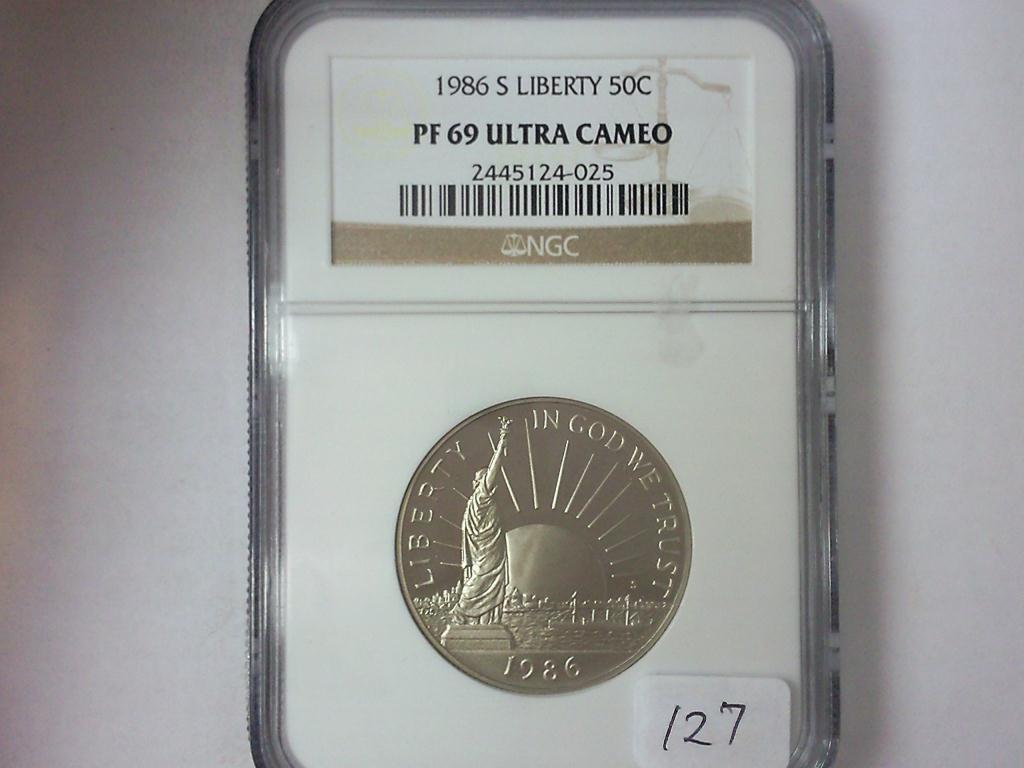 1986 S LIBERTY 50C
PF 69 ULTRA CAMEO
2445124-025
NGC
LIBERTY
IN GOD WE TRUST
S
1986
127